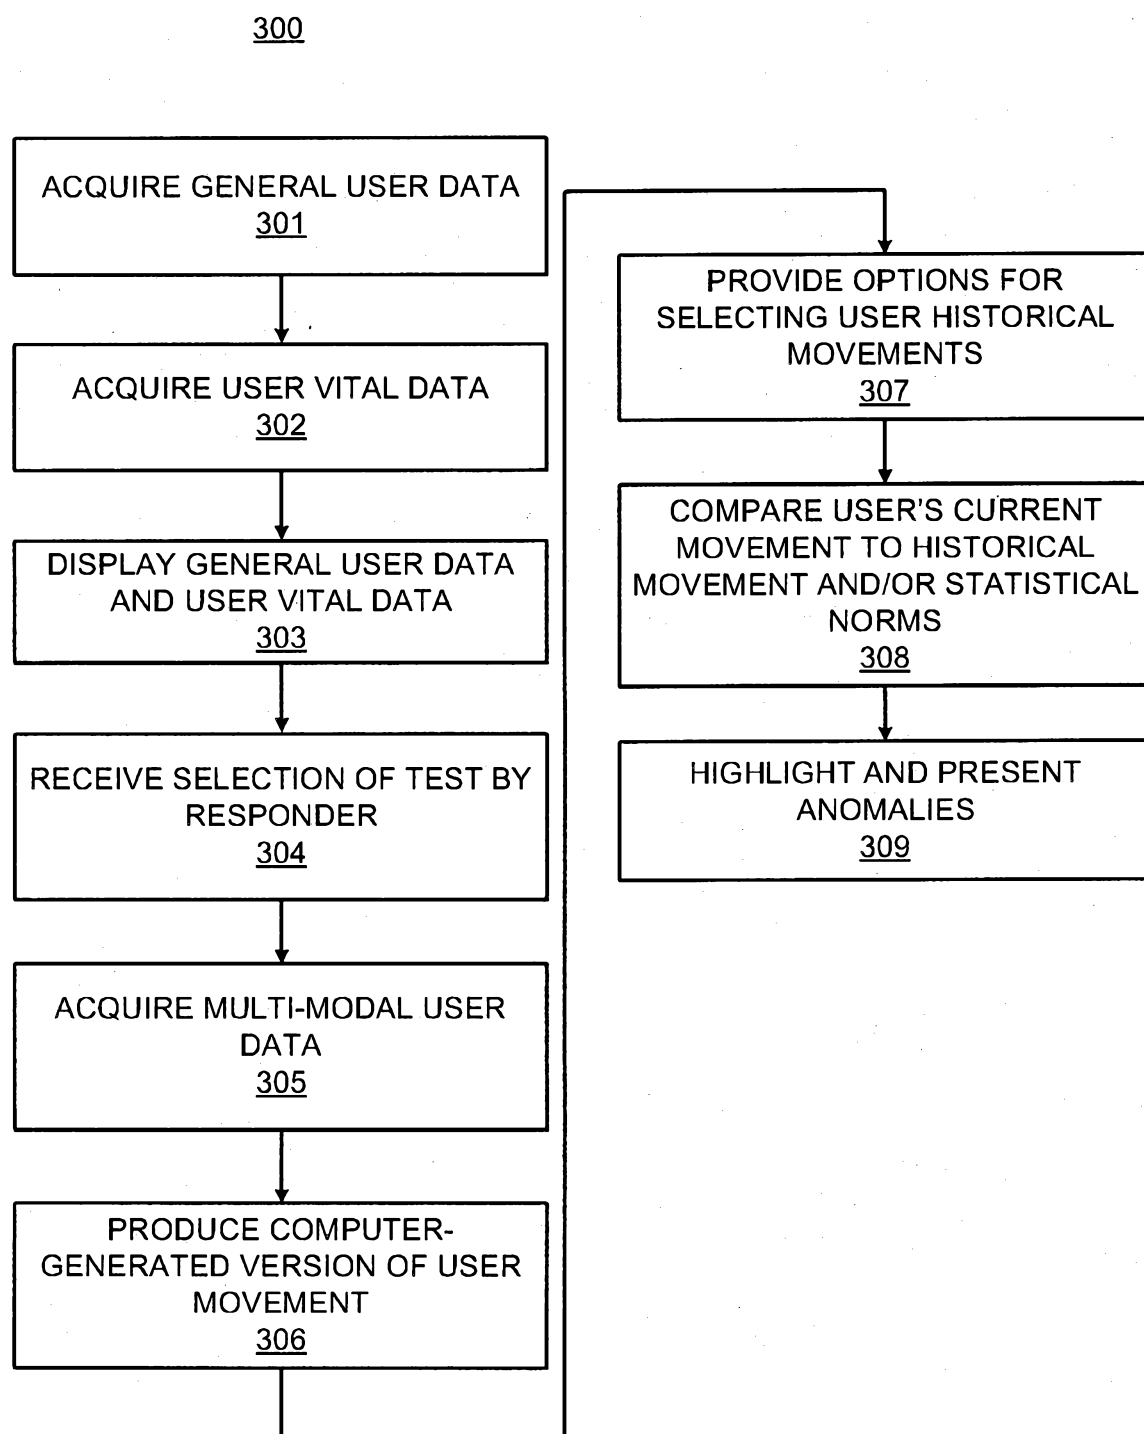 300
ACQUIRE GENERAL USER DATA
301
ACQUIRE USER VITAL DATA
302
DISPLAY GENERAL USER DATA
AND USER VITAL DATA
303
RECEIVE SELECTION OF TEST BY
RESPONDER
304
ACQUIRE MULTI-MODAL USER
DATA
305
PRODUCE COMPUTER-
GENERATED VERSION OF USER
MOVEMENT
306
PROVIDE OPTIONS FOR
SELECTING USER HISTORICAL
MOVEMENTS
307
COMPARE USER'S CURRENT
MOVEMENT TO HISTORICAL
MOVEMENT AND/OR STATISTICAL
NORMS
308
HIGHLIGHT AND PRESENT
ANOMALIES
309